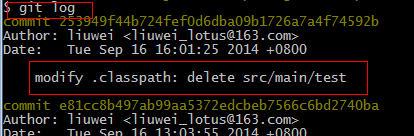 $ git log
commit 253949f44b724fef0d6dba09b1726a7a4f74592b
Author: liuwei <liuwei_lotus@163.com>
Date:   Tue Sep 16 16:01:25 2014 +0800
modify .classpath: delete src/main/test
commit e81cc8b497ab99aa5372edcbeb7566c6bd2740ba
Author: liuwei <liuwei_lotus@163.com>
Date:   Tue Sep 16 13:03:55 2014 +0800